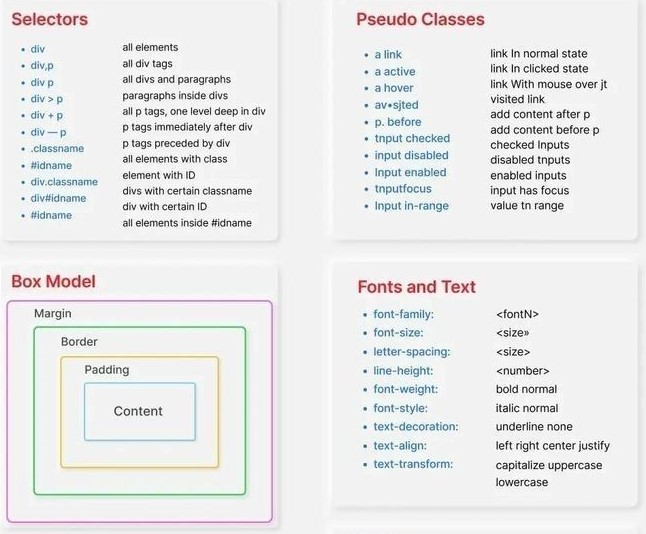 Selectors
• div
• div,p
• div p
• div > p
• div + p
• div — p
• .classname
• #idname
• div.classname
• div#idname
• #idname
all elements
all div tags
all divs and paragraphs
paragraphs inside divs
all p tags, one level deep in div
p tags immediately after div
p tags preceded by div
all elements with class
element with ID
divs with certain classname
div with certain ID
all elements inside #idname
Pseudo Classes
• a link
• a active
• a hover
• av•sjted
• p. before
• tnput checked
• input disabled
• Input enabled
• tnputfocus
• Input in-range
link In normal state
link In clicked state
link With mouse over jt
visited link
add content after p
add content before p
checked Inputs
disabled tnputs
enabled inputs
input has focus
value tn range
Box Model
Margin
Border
Padding
Content
Fonts and Text
• font-family: <fontN>
• font-size: <size»
• letter-spacing: <size>
• line-height: <number>
• font-weight: bold normal
• font-style: italic normal
• text-decoration: underline none
• text-align: left right center justify
• text-transform: capitalize uppercase
lowercase